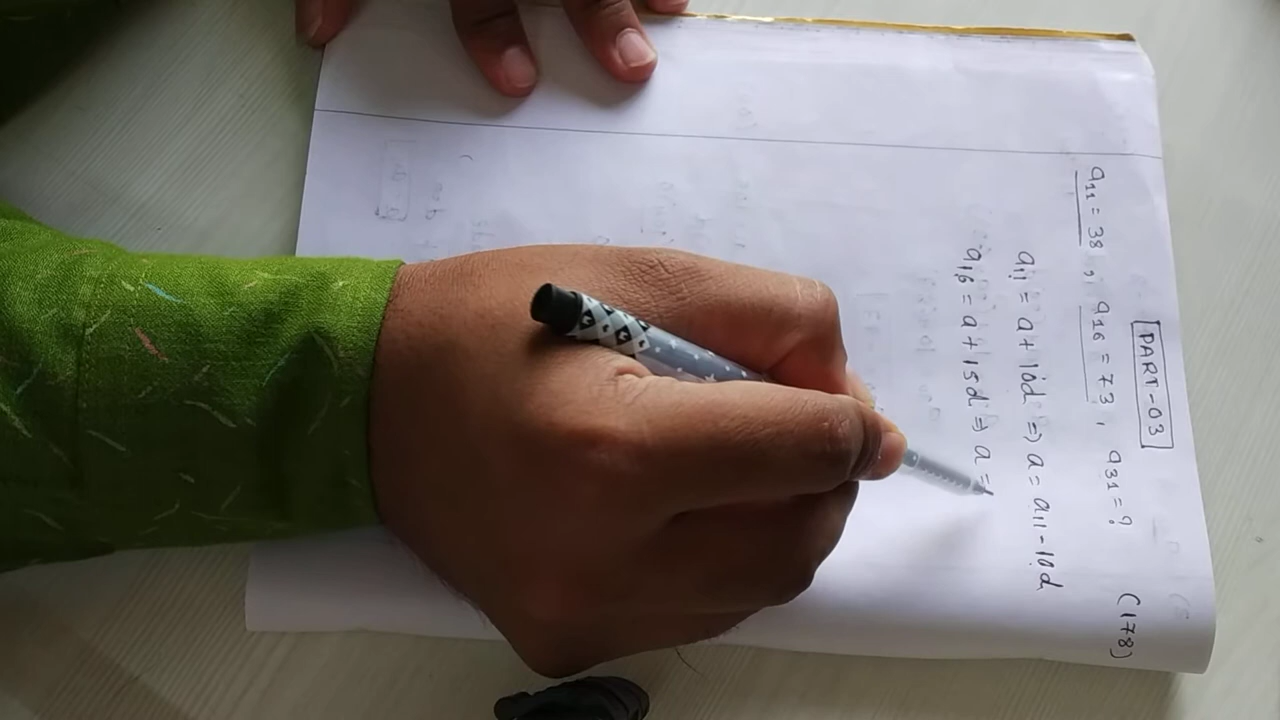 PART-03
a11 = 38 , a16 = 73 , a31 = ? (178)
a11 = a + 10d => a = a11 - 10d
a16 = a + 15d => a =